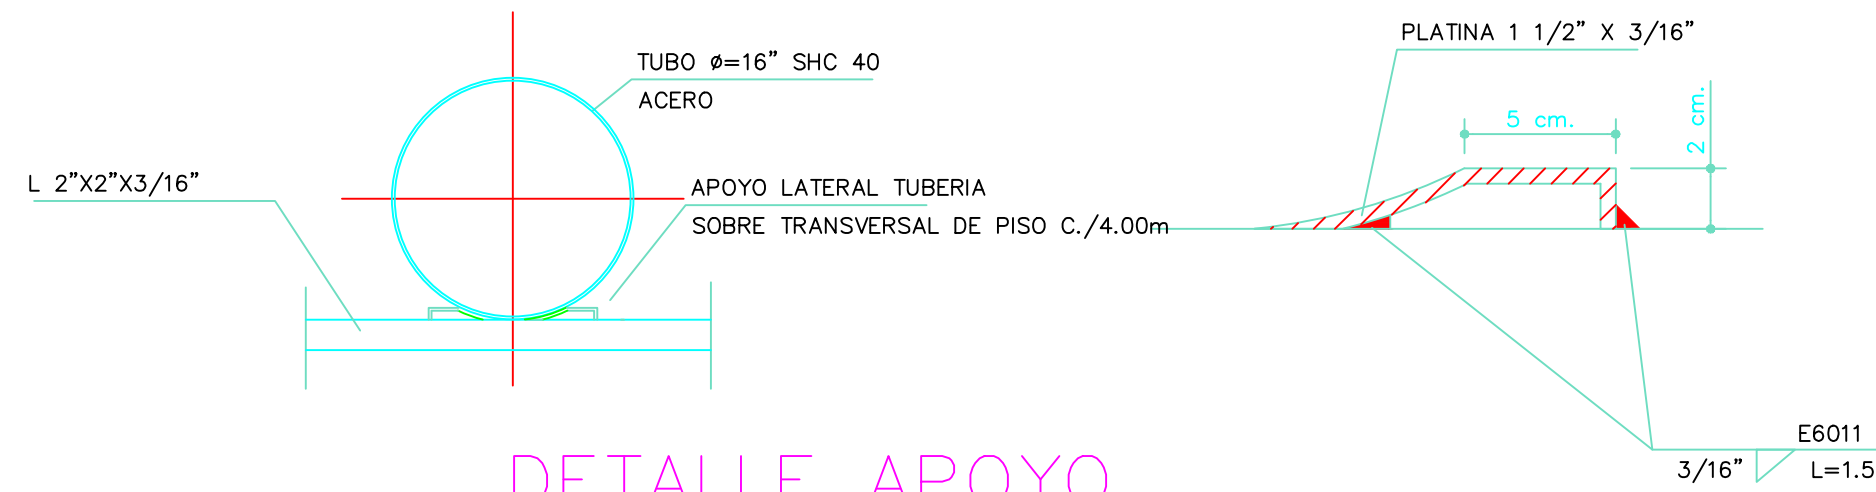 PLATINA 1 1/2" X 3/16"
TUBO ø=16" SHC 40
ACERO
5 cm.
2 cm.
L 2"X2"X3/16"
APOYO LATERAL TUBERIA
SOBRE TRANSVERSAL DE PISO C./4.00m
E6011
3/16"
L=1.5
DETALLE APOYO